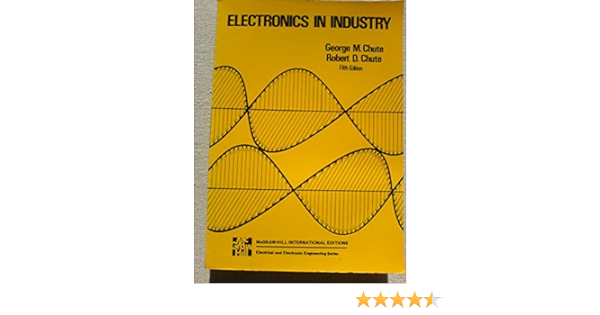 ELECTRONICS IN INDUSTRY
George M. Chute
Robert D. Chute
Fifth Edition
McGRAW-HILL INTERNATIONAL EDITIONS
Electrical and Electronic Engineering Series